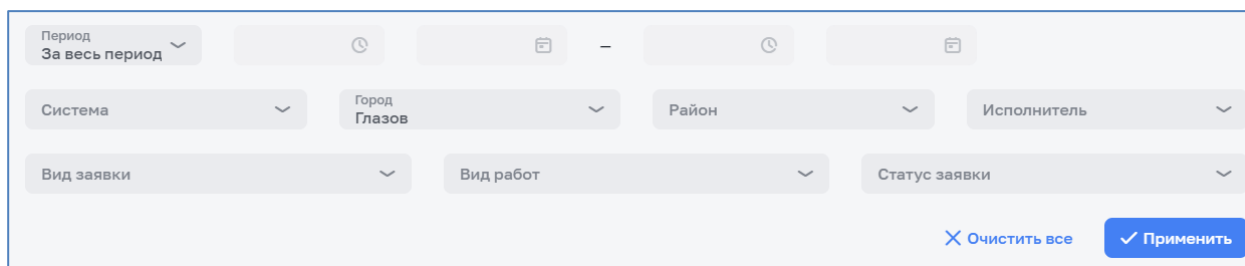 Период
За весь период
–
Система
Город
Глазов
Район
Исполнитель
Вид заявки
Вид работ
Статус заявки
Очистить все
Применить